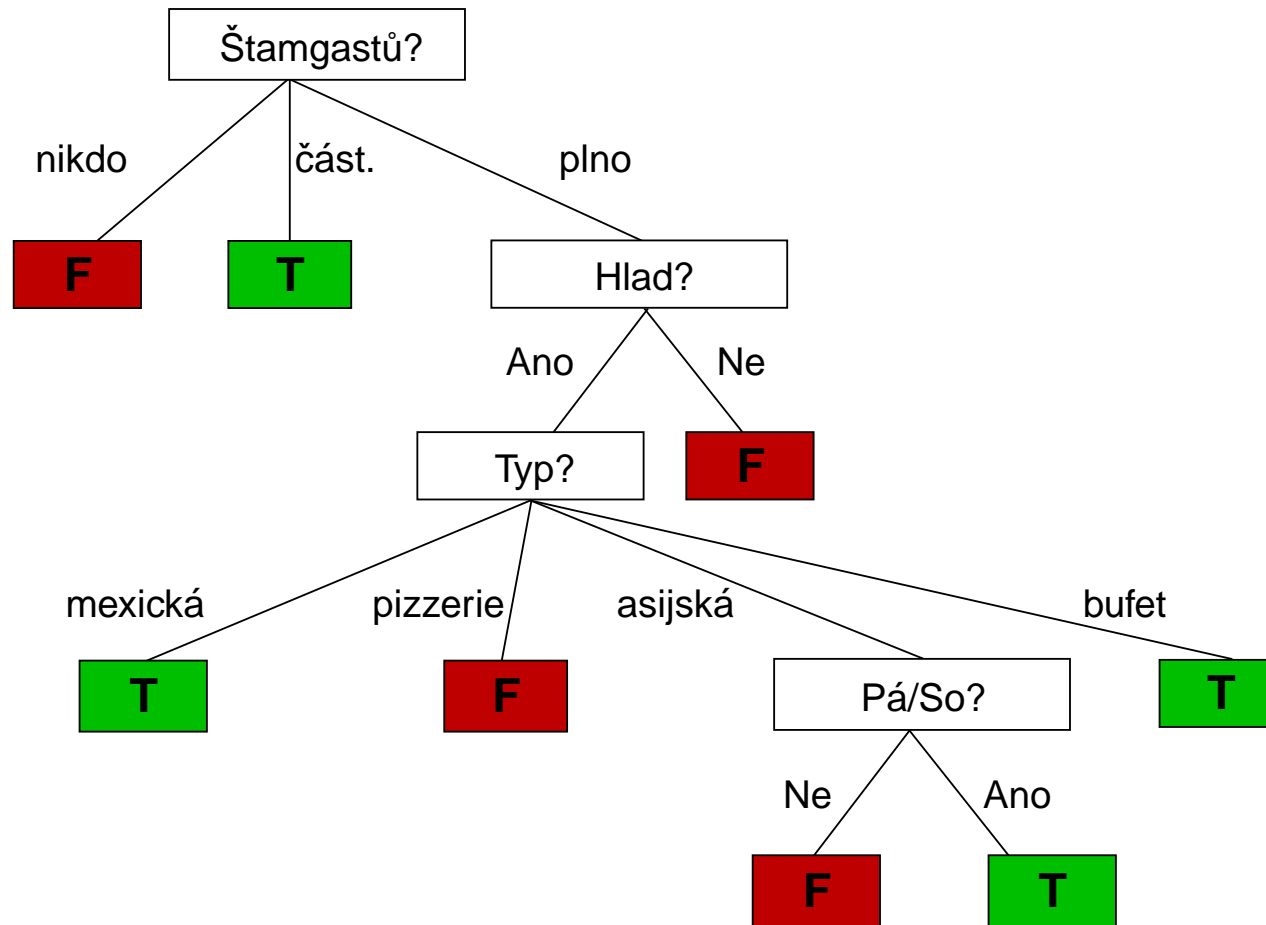 Štamgastů?
nikdo část. plno
F T Hlad?
Ano Ne
Typ? F
mexická pizzerie asijská bufet
T F Pá/So? T
Ne Ano
F T